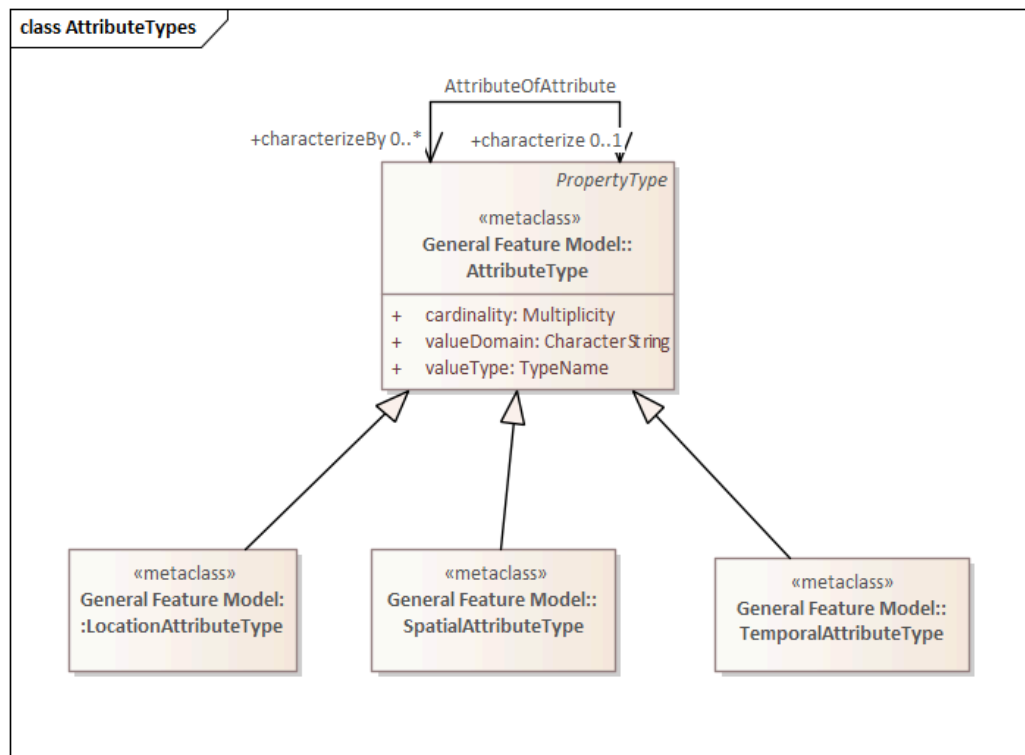 class AttributeTypes
AttributeOfAttribute
+characterizeBy 0..*
+characterize 0..1
PropertyType
«metaclass»
General Feature Model::
AttributeType
+ cardinality: Multiplicity
+ valueDomain: CharacterString
+ valueType: TypeName
«metaclass»
General Feature Model:
:LocationAttributeType
«metaclass»
General Feature Model::
SpatialAttributeType
«metaclass»
General Feature Model::
TemporalAttributeType